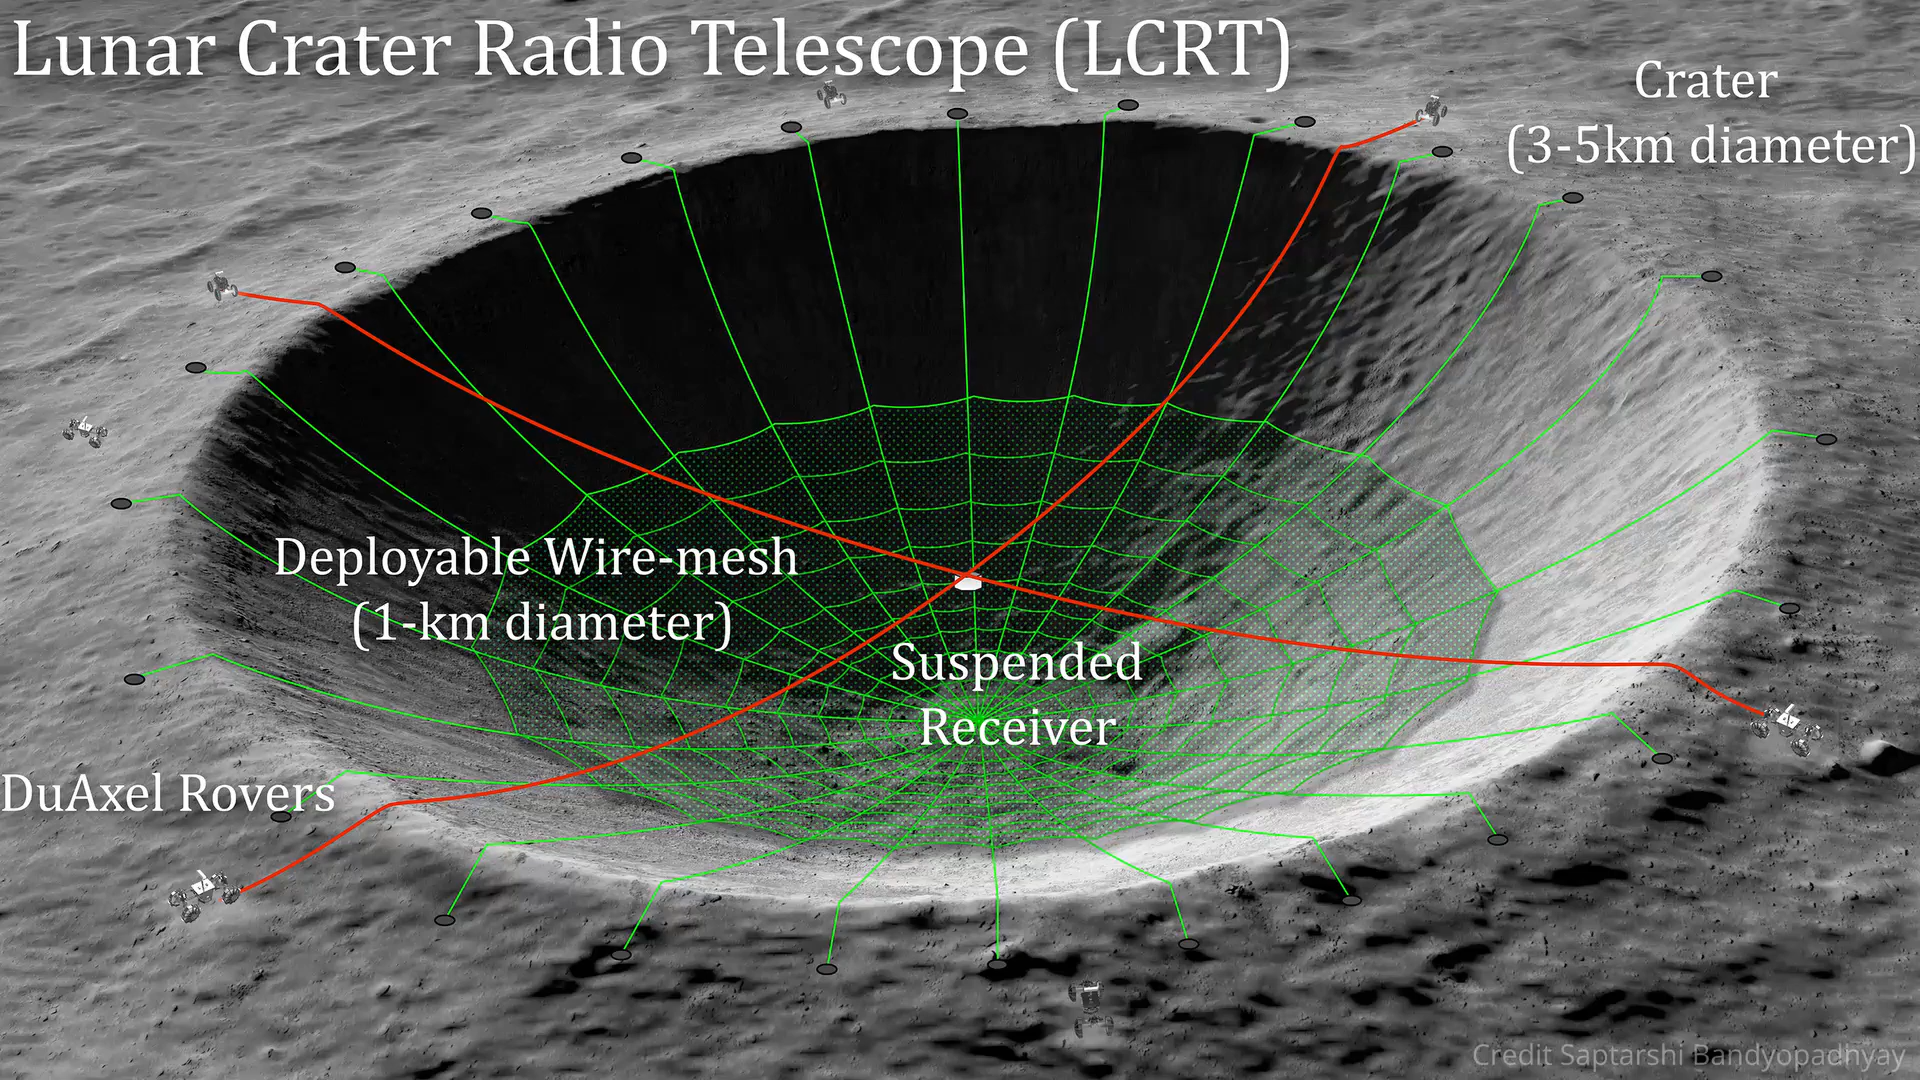 Lunar Crater Radio Telescope (LCRT)
Crater
(3-5km diameter)
Deployable Wire-mesh
(1-km diameter)
Suspended
Receiver
DuAxel Rovers
Credit Saptarshi Bandyopadhyay